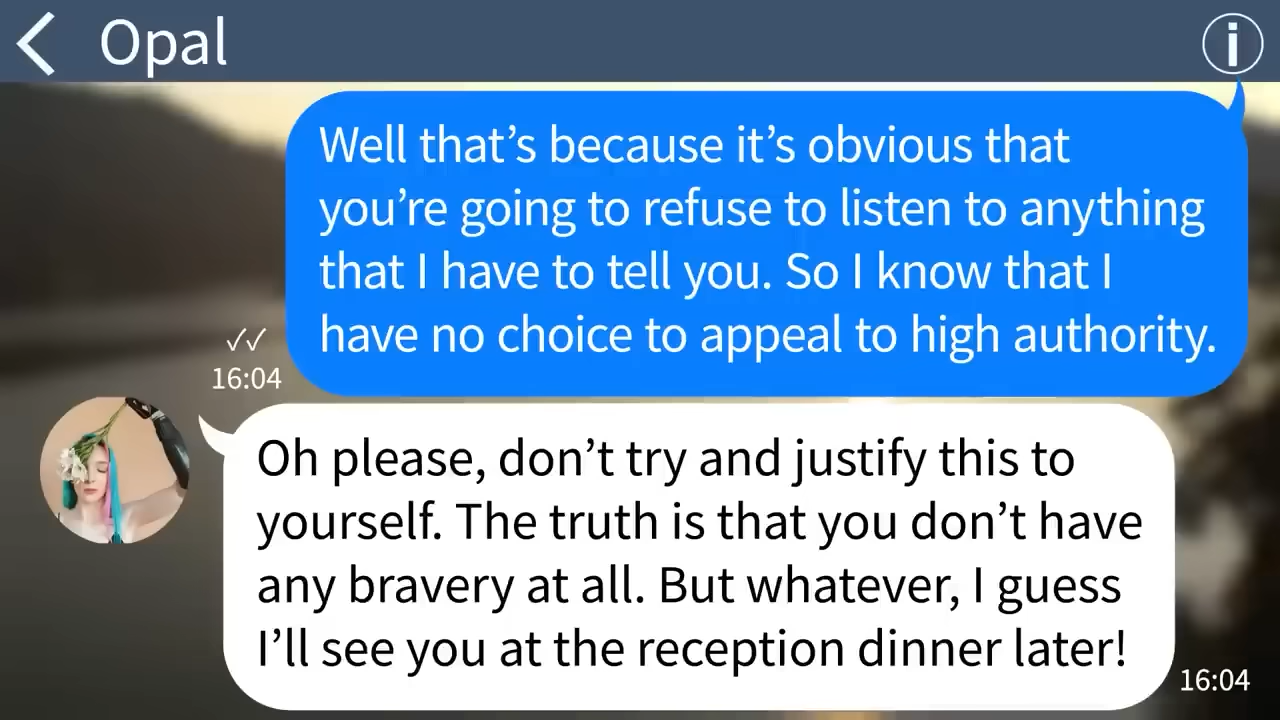 Opal
Well that’s because it’s obvious that
you’re going to refuse to listen to anything
that I have to tell you. So I know that I
have no choice to appeal to high authority.
16:04
Oh please, don’t try and justify this to
yourself. The truth is that you don’t have
any bravery at all. But whatever, I guess
I’ll see you at the reception dinner later!
16:04